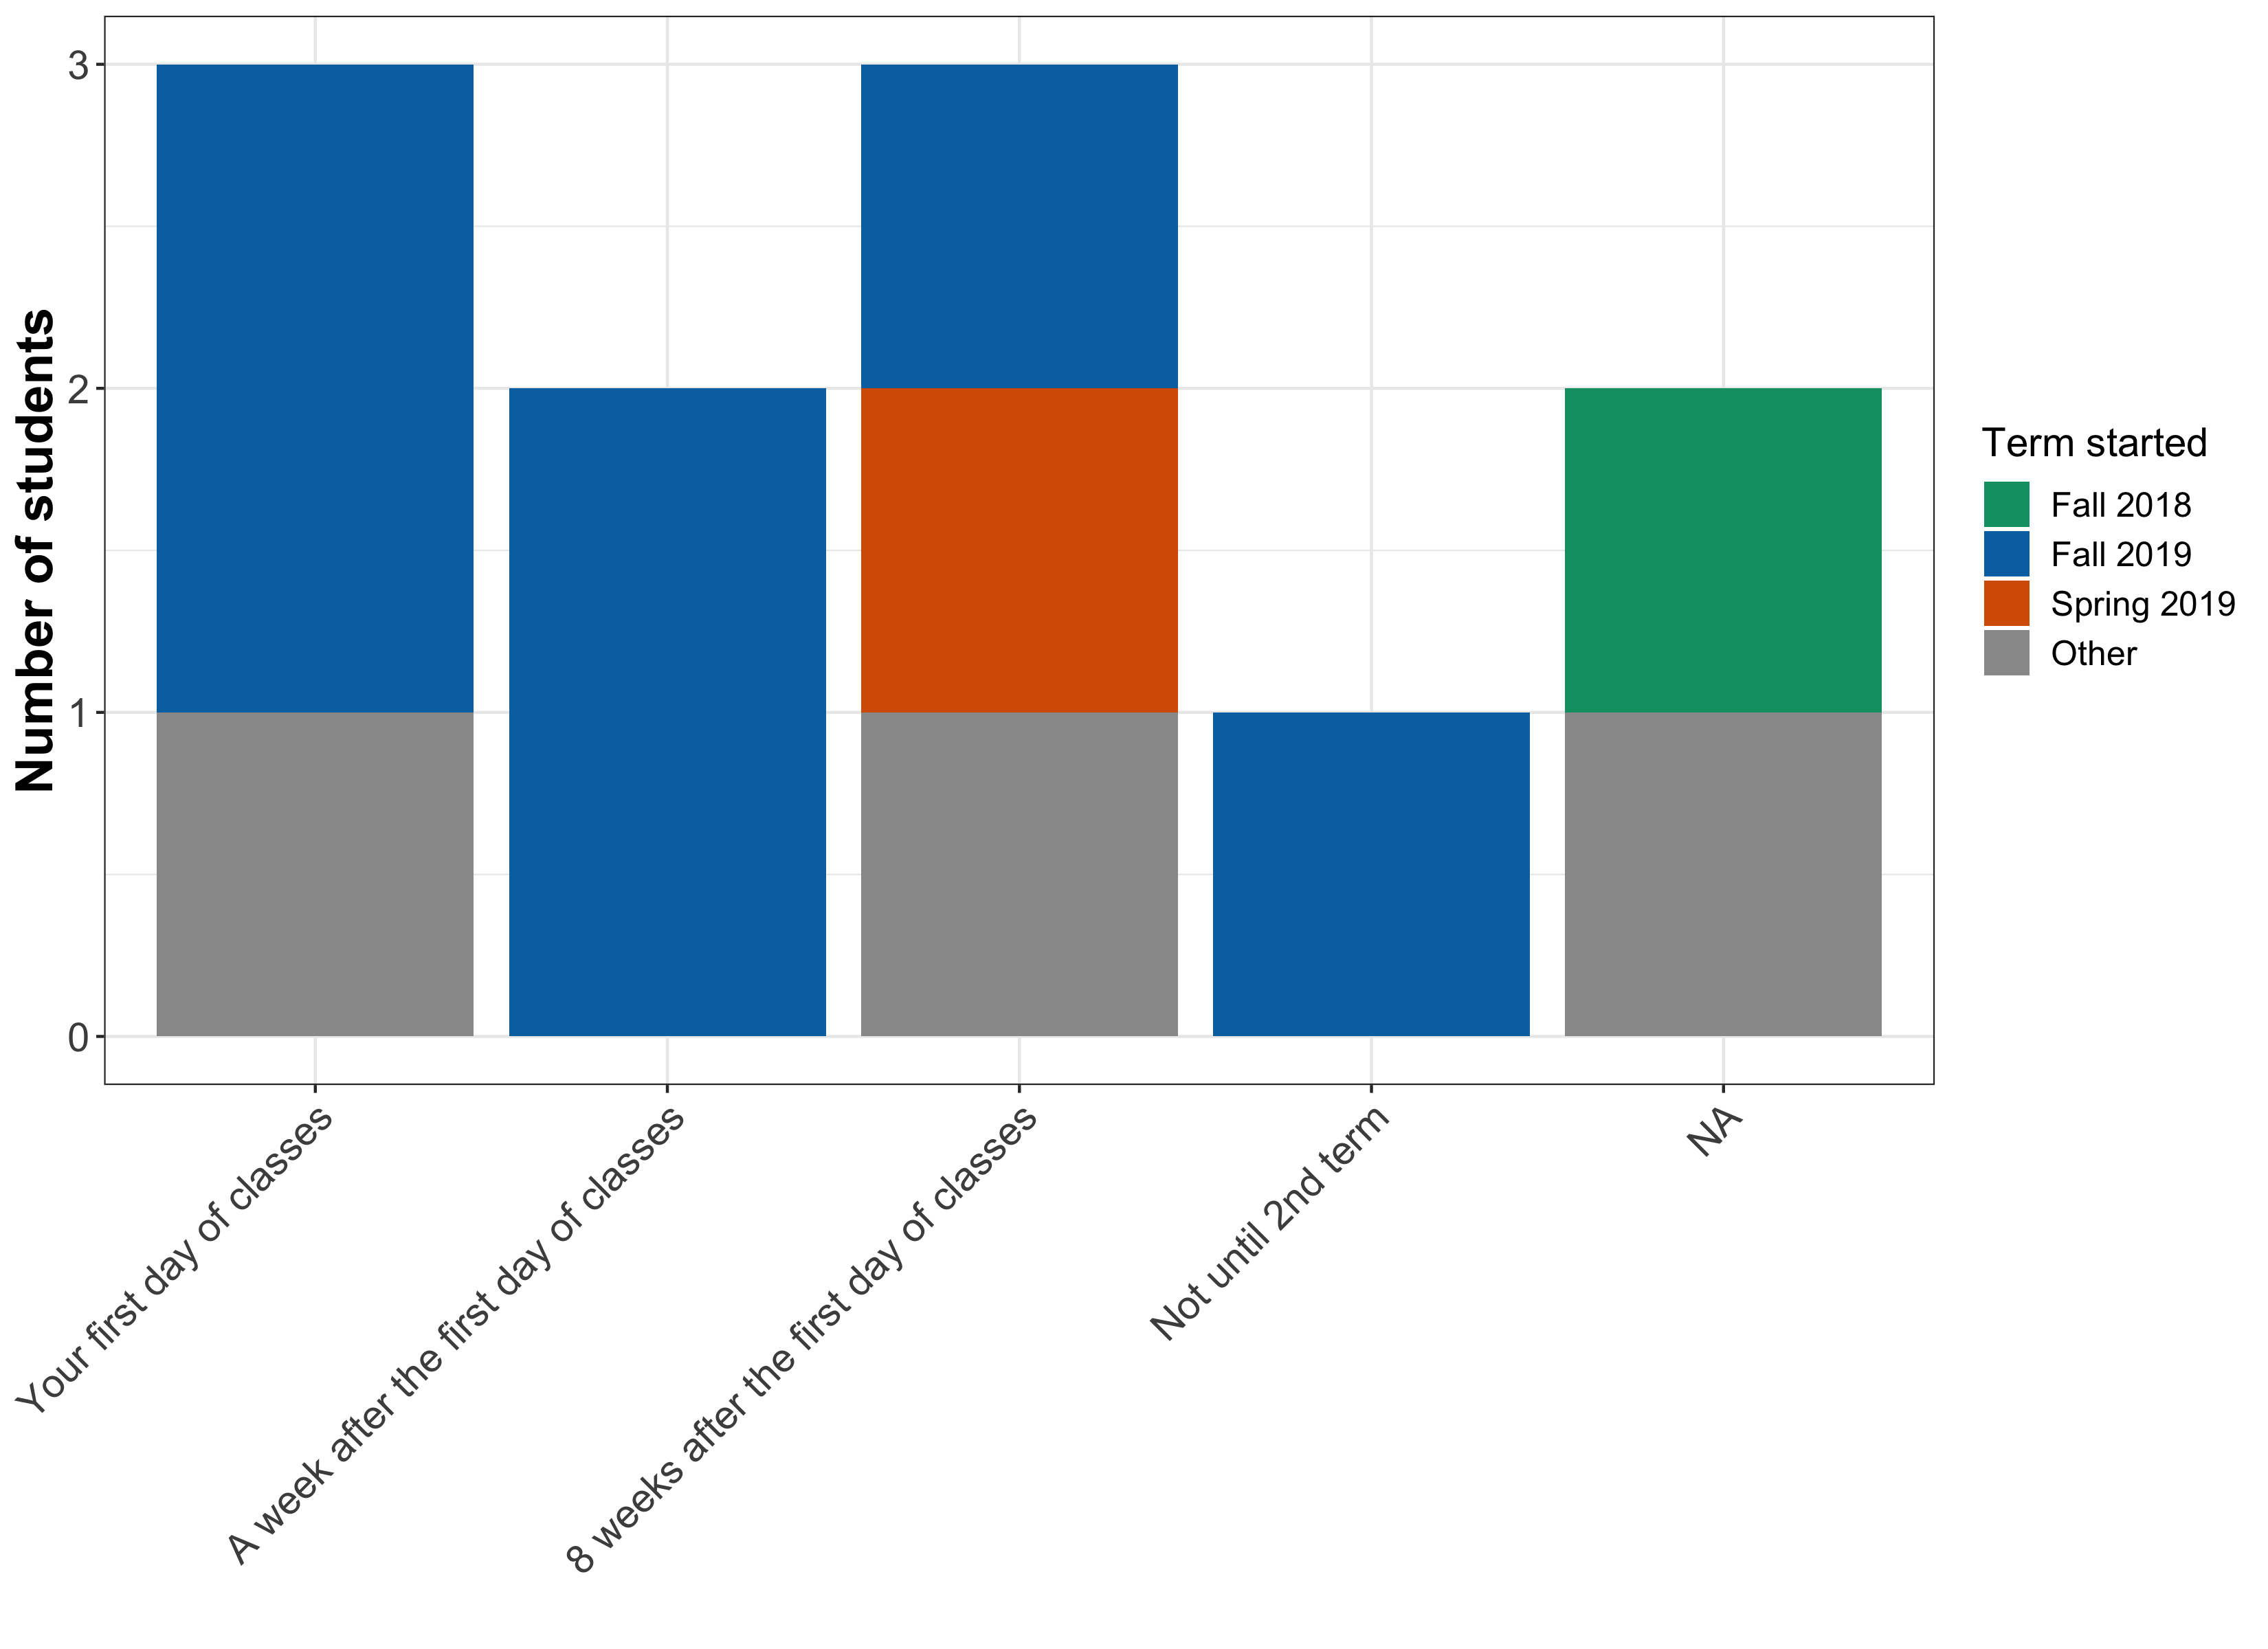 Number of students
3
2
1
0
Your first day of classes
A week after the first day of classes
8 weeks after the first day of classes
Not until 2nd term
NA
Term started
Fall 2018
Fall 2019
Spring 2019
Other